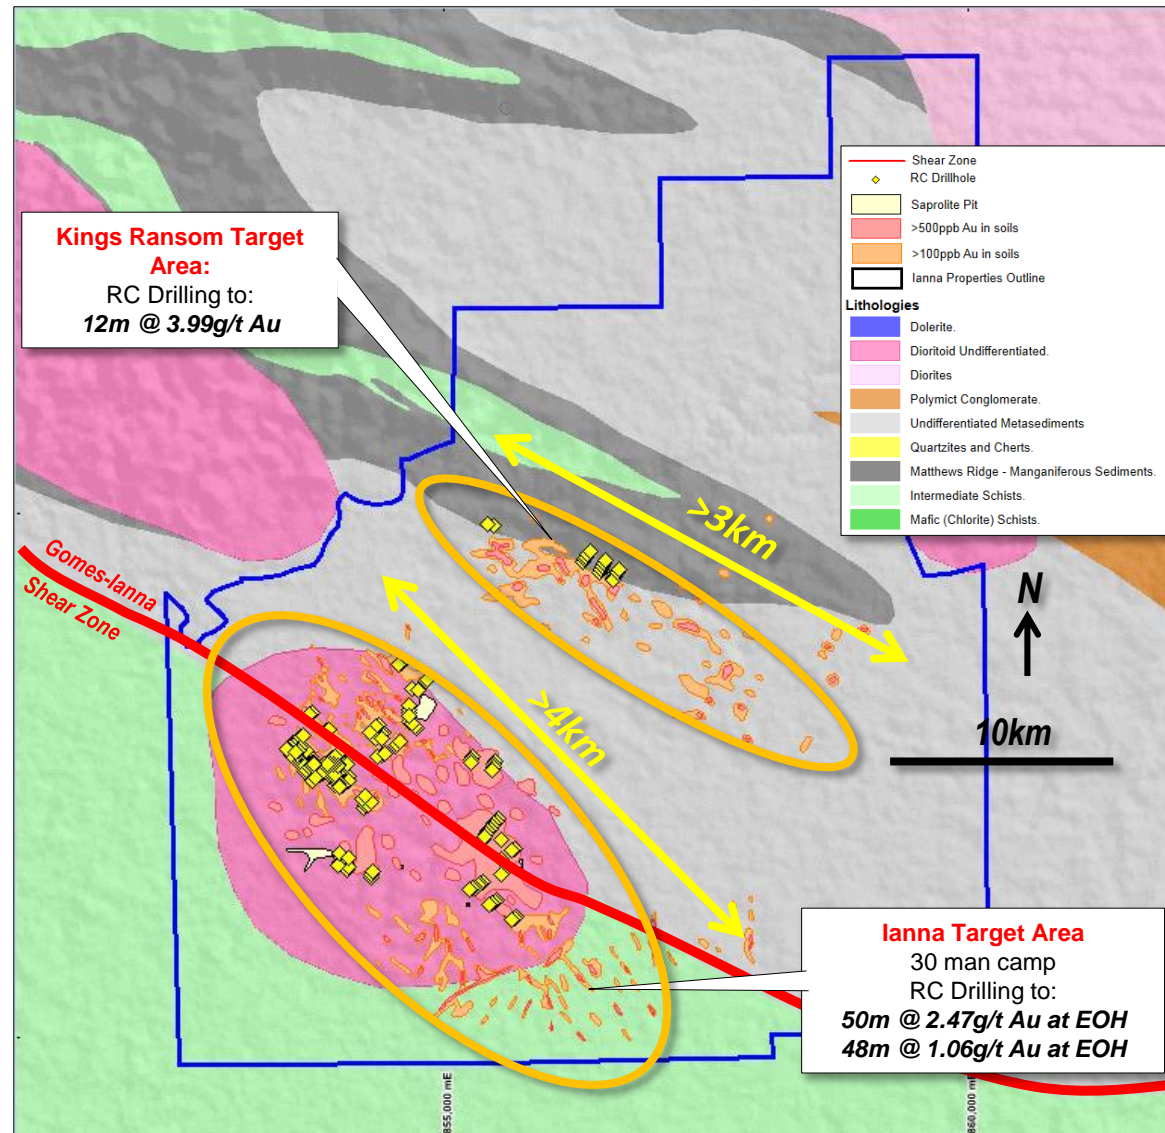 Shear Zone
RC Drillhole
Saprolite Pit
>500ppb Au in soils
>100ppb Au in soils
Ianna Properties Outline
Lithologies
Dolerite.
Dioritoid Undifferentiated.
Diorites
Polymict Conglomerate.
Undifferentiated Metasediments
Quartzites and Cherts.
Matthews Ridge - Manganiferous Sediments.
Intermediate Schists.
Mafic (Chlorite) Schists.
Kings Ransom Target
Area:
RC Drilling to:
12m @ 3.99g/t Au
>3km
Gomes-Ianna
Shear Zone
N
>4km
10km
Ianna Target Area
30 man camp
RC Drilling to:
50m @ 2.47g/t Au at EOH
48m @ 1.06g/t Au at EOH
855,000 mE
860,000 mE